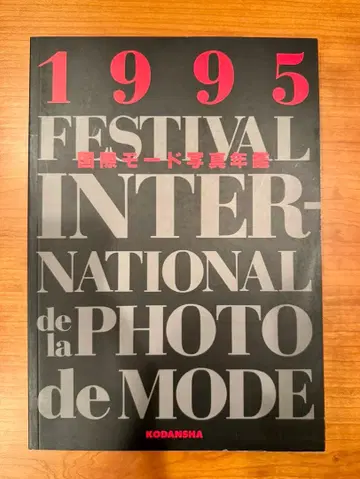 1995
FESTIVAL
国際モード写真年鑑
INTER-
NATIONAL
de la PHOTO
de MODE
KODANSHA